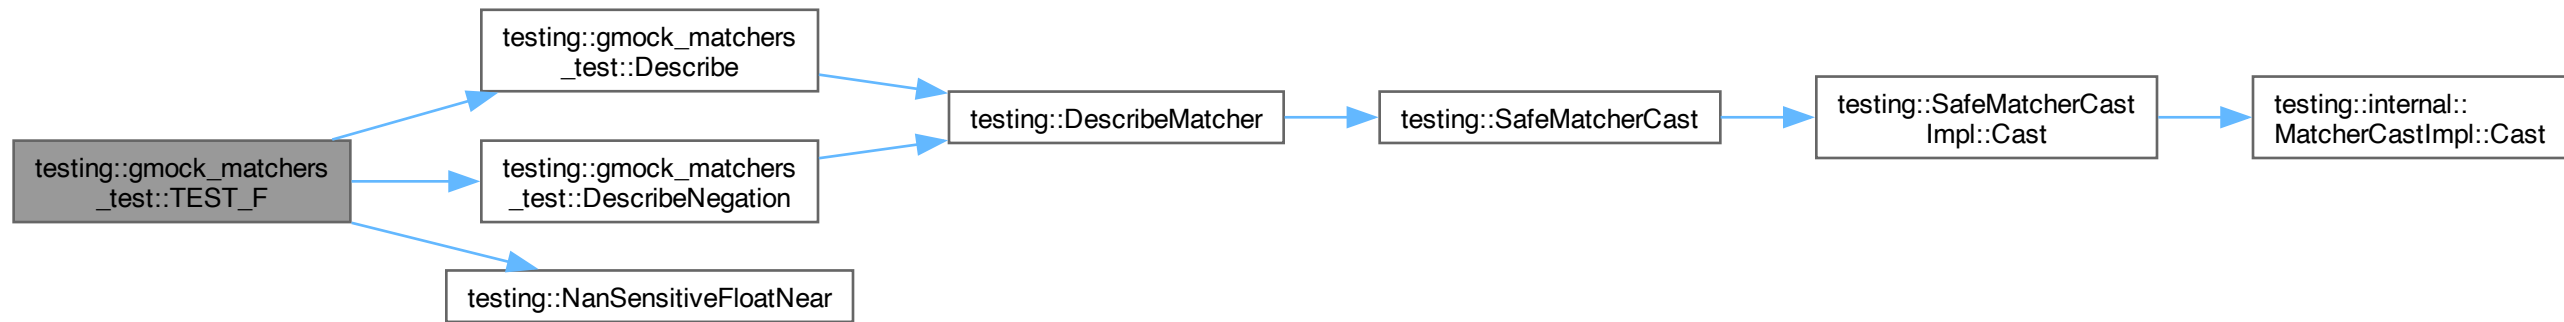 testing::gmock_matchers
_test::TEST_F
testing::gmock_matchers
_test::Describe
testing::gmock_matchers
_test::DescribeNegation
testing::NanSensitiveFloatNear
testing::DescribeMatcher
testing::SafeMatcherCast
testing::SafeMatcherCast
Impl::Cast
testing::internal::
MatcherCastImpl::Cast